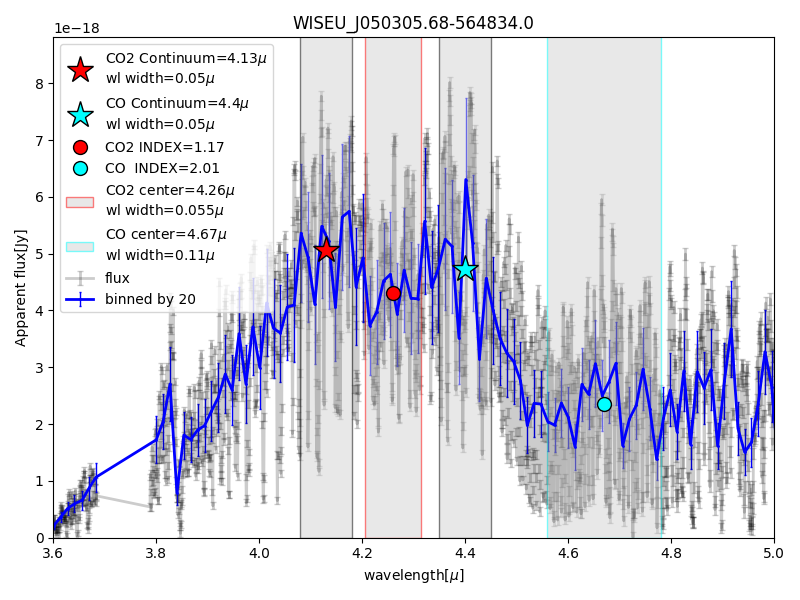 WISEU_J050305.68-564834.0
1e−18
CO2 Continuum=4.13μ
wl width=0.05μ
CO Continuum=4.4μ
wl width=0.05μ
CO2 INDEX=1.17
CO  INDEX=2.01
CO2 center=4.26μ
wl width=0.055μ
CO center=4.67μ
wl width=0.11μ
flux
binned by 20
Apparent flux[Jy]
8
7
6
5
4
3
2
1
0
3.6 3.8 4.0 4.2 4.4 4.6 4.8 5.0
wavelength[μ]